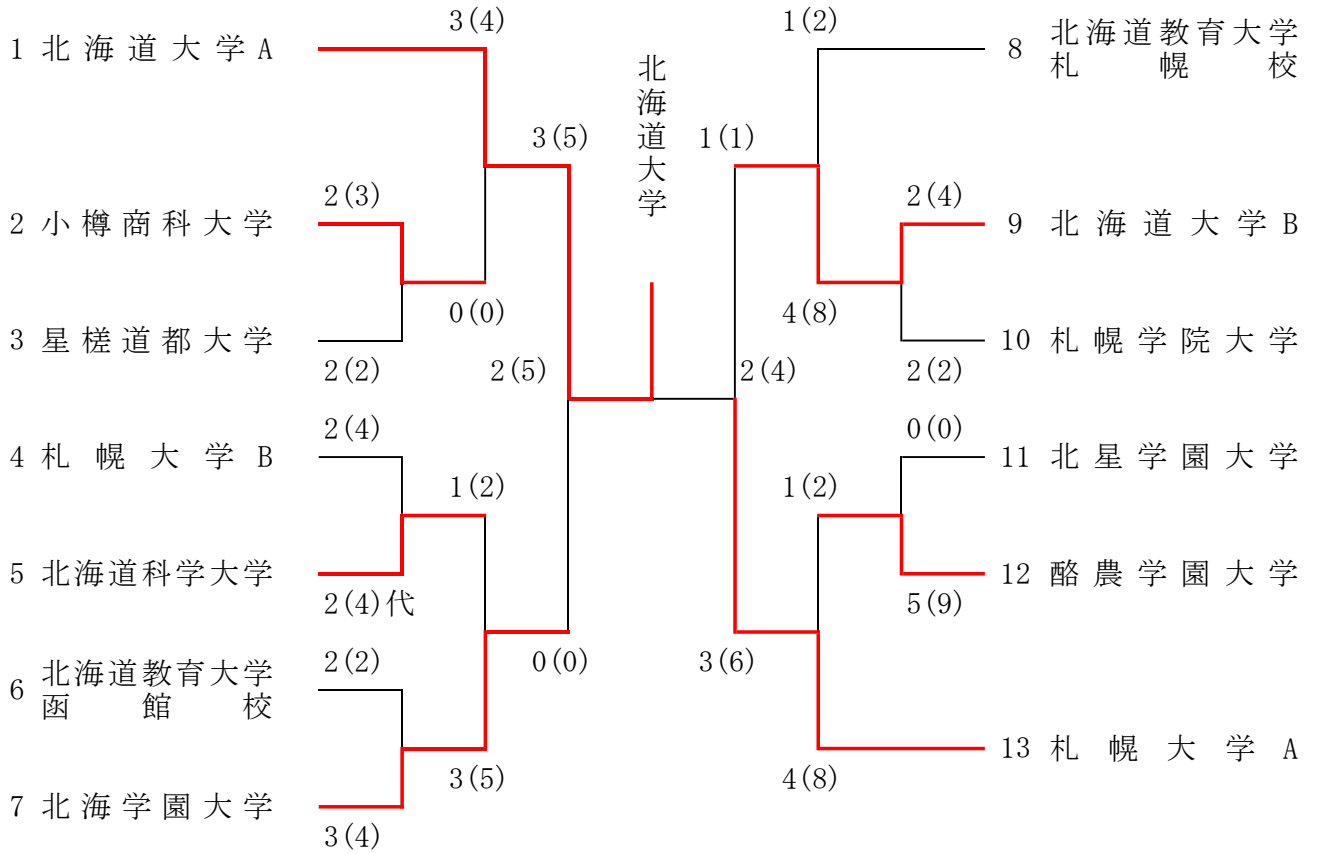 3(4)
1(2)
1 北海道大学A
8 北海道教育大学
札幌校
北海道大学
3(5)
1(1)
2(3)
2(4)
2 小樽商科大学
9 北海道大学B
0(0)
4(8)
3 星槎道都大学
10 札幌学院大学
2(2)
2(5)
2(4)
2(2)
2(4)
0(0)
4 札幌大学B
11 北星学園大学
1(2)
1(2)
5 北海道科学大学
12 酪農学園大学
2(4)代
5(9)
6 北海道教育大学
函館校
2(2)
0(0)
3(6)
13 札幌大学A
3(5)
4(8)
7 北海学園大学
3(4)